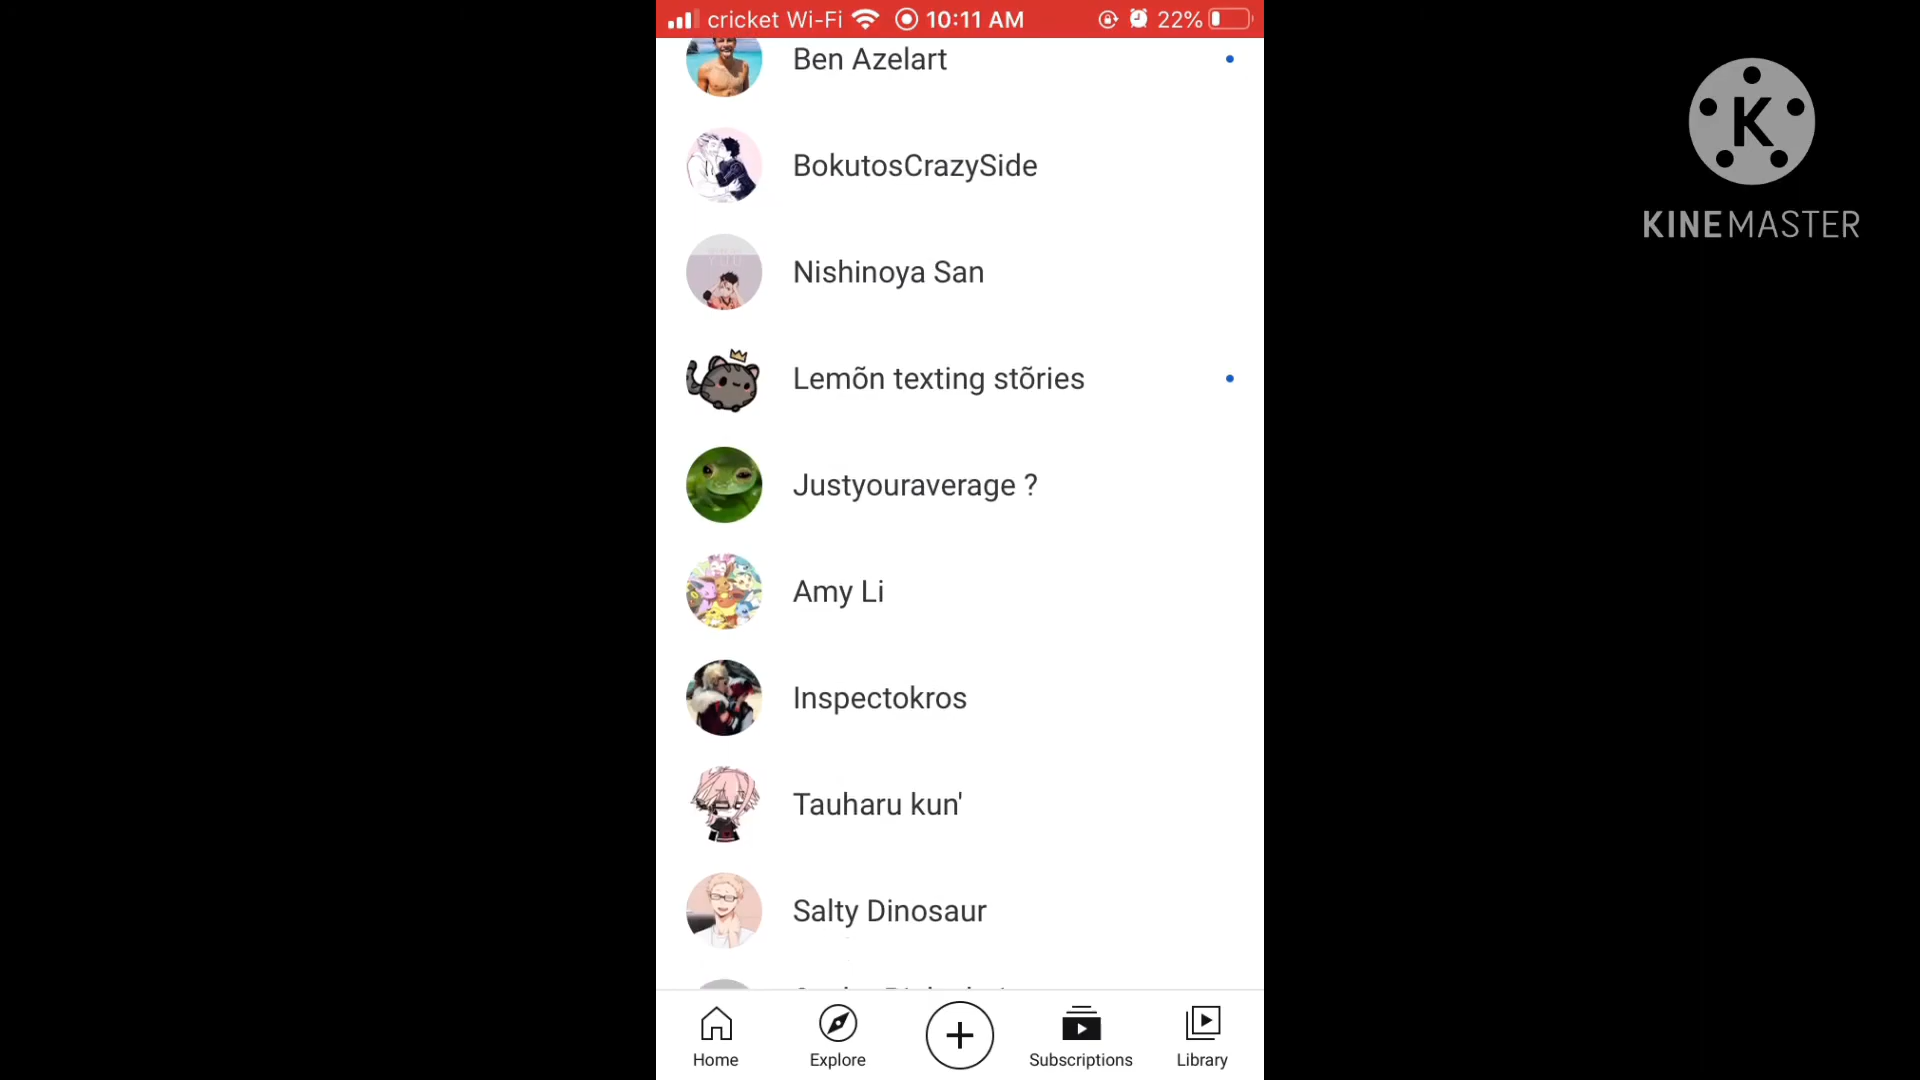 cricket Wi-Fi 10:11 AM 22%
Ben Azelart
BokutosCrazySide
Nishinoya San
Lemõn texting stõries
Justyouraverage ?
Amy Li
Inspectokros
Tauharu kun'
Salty Dinosaur
Home Explore Subscriptions Library
K
KINEMASTER